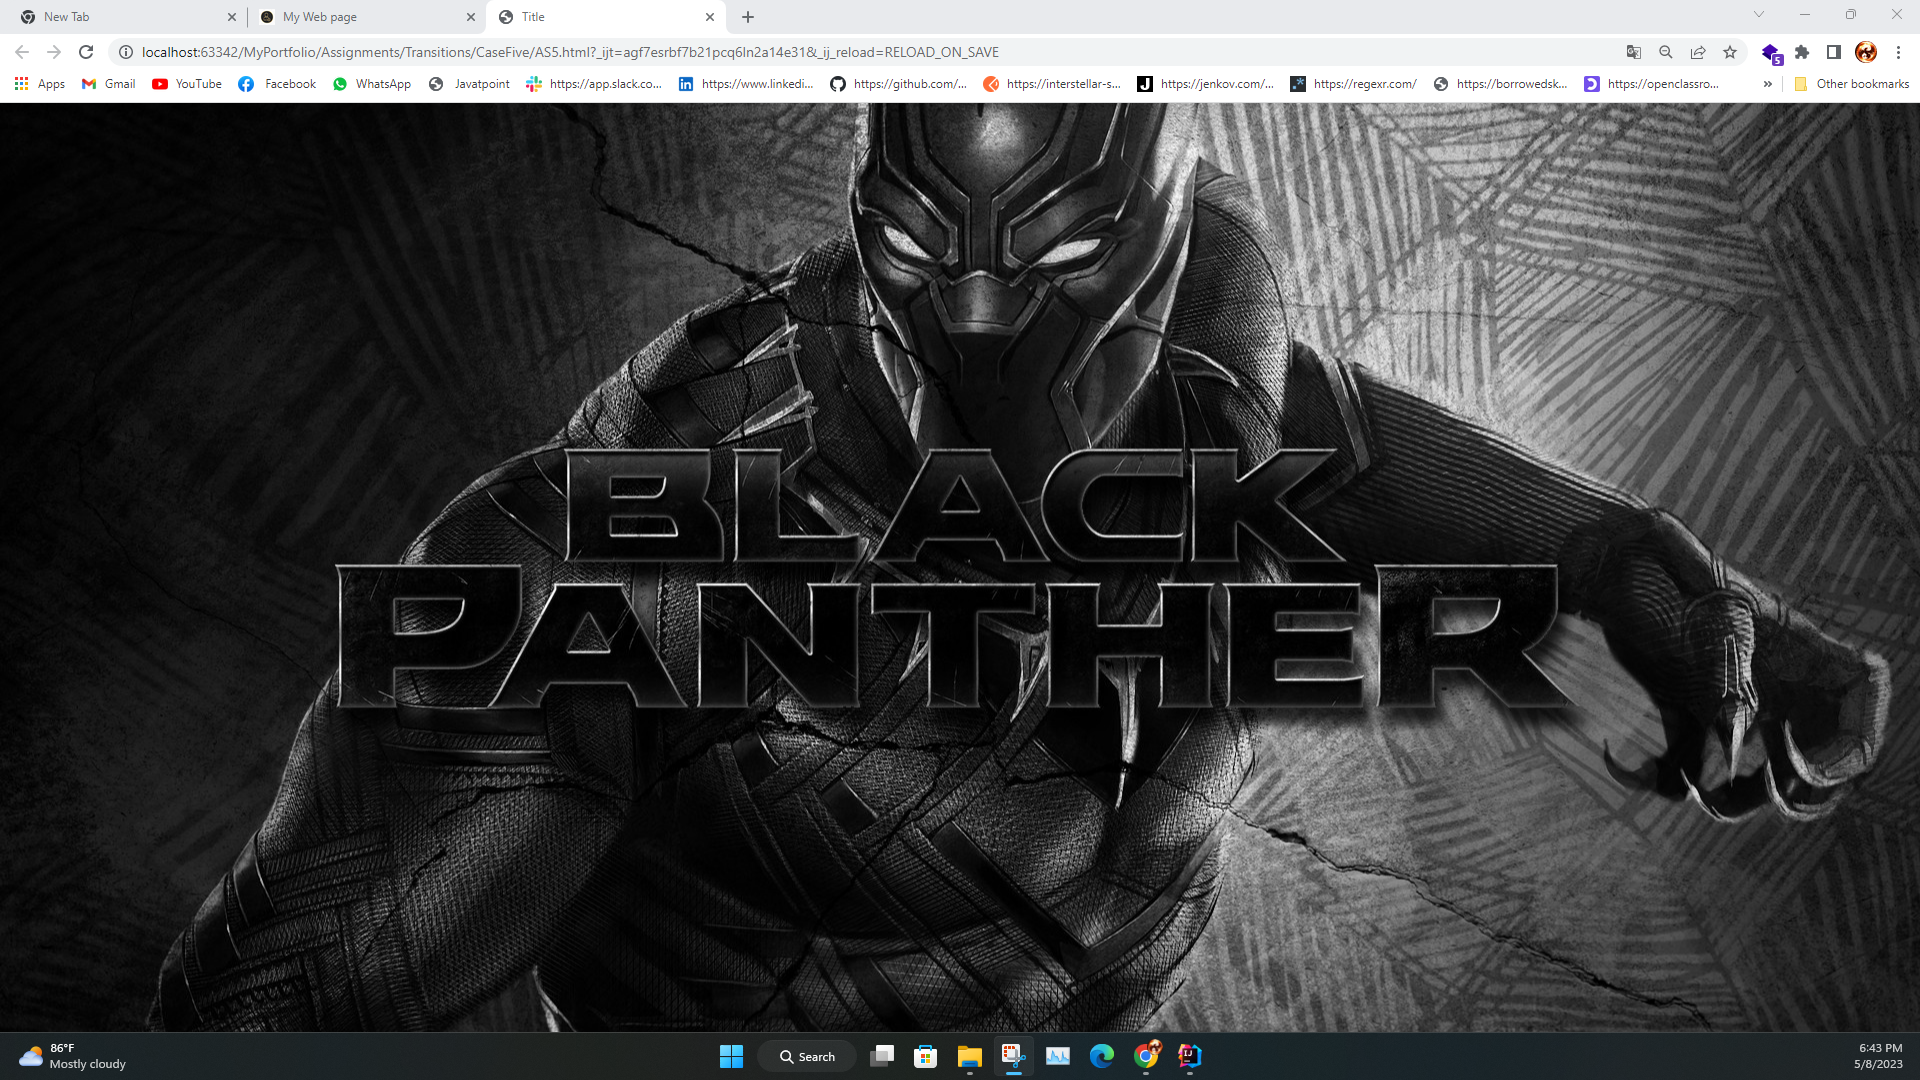 New Tab
My Web page
Title
localhost:63342/MyPortfolio/Assignments/Transitions/CaseFive/AS5.html?_ijt=agf7esrbf7b21pcq6ln2a14e31&_ij_reload=RELOAD_ON_SAVE
5
Apps
Gmail
YouTube
Facebook
WhatsApp
Javatpoint
https://app.slack.co...
https://www.linkedi...
https://github.com/...
https://interstellar-s...
https://jenkov.com/...
https://regexr.com/
https://borrowedsk...
https://openclassro...
»
Other bookmarks
BLACK
PANTHER
86°F
Mostly cloudy
Search
6:43 PM
5/8/2023